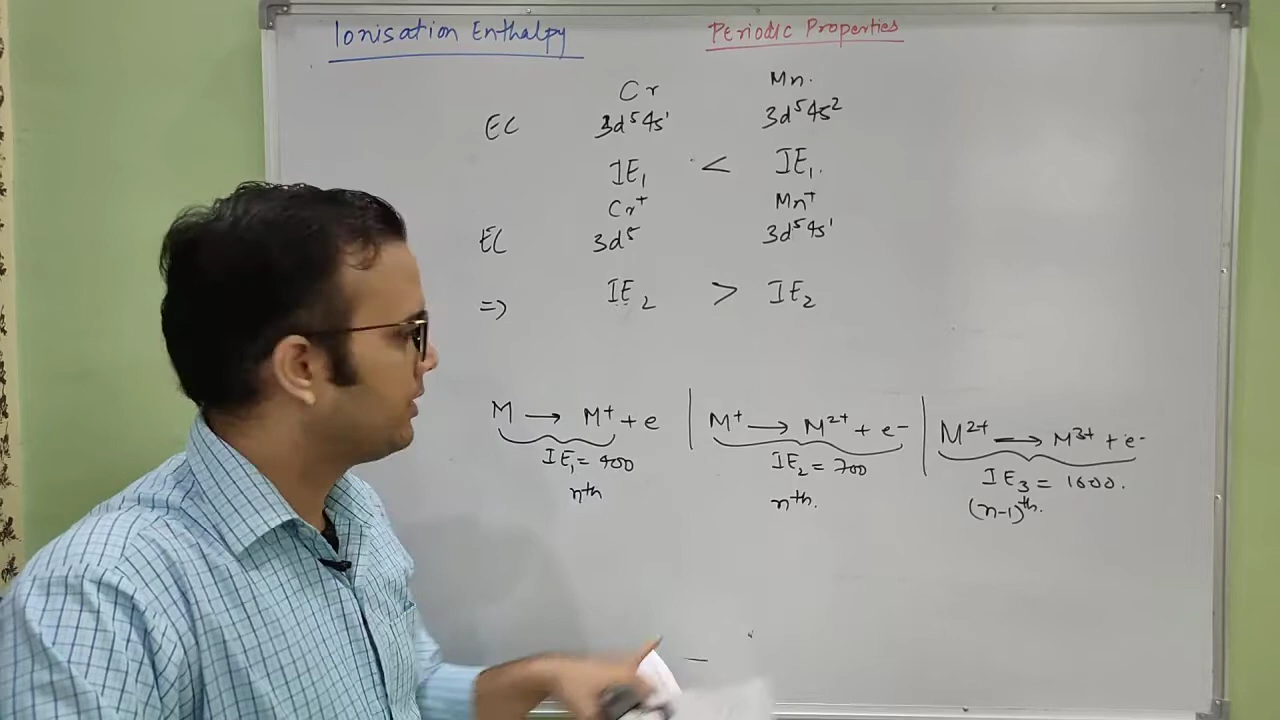 Ionisation Enthalpy Periodic Properties
Cr Mn.
EC 3d⁵4s¹ 3d⁵4s²
IE₁ < IE₁.
Cr⁺ Mn⁺
EC 3d⁵ 3d⁵4s¹
=> IE₂ > IE₂
M → M⁺ + e | M⁺ → M²⁺ + e⁻ | M²⁺ → M³⁺ + e⁻
IE₁ = 400 IE₂ = 700 IE₃ = 1600.
nth nth. (n-1)th.